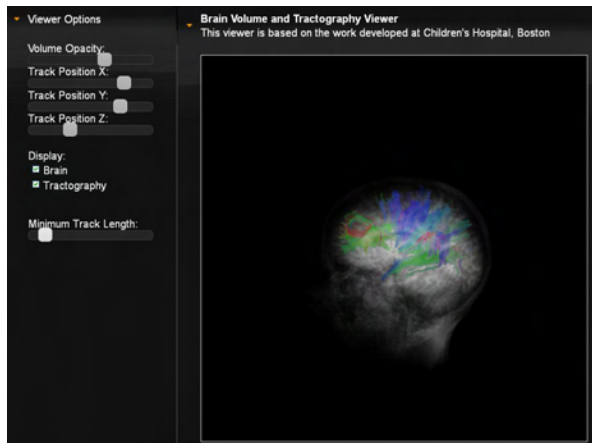 Viewer Options
Volume Opacity:
Track Position X:
Track Position Y:
Track Position Z:
Display:
Brain
Tractography
Minimum Track Length:
Brain Volume and Tractography Viewer
This viewer is based on the work developed at Children's Hospital, Boston